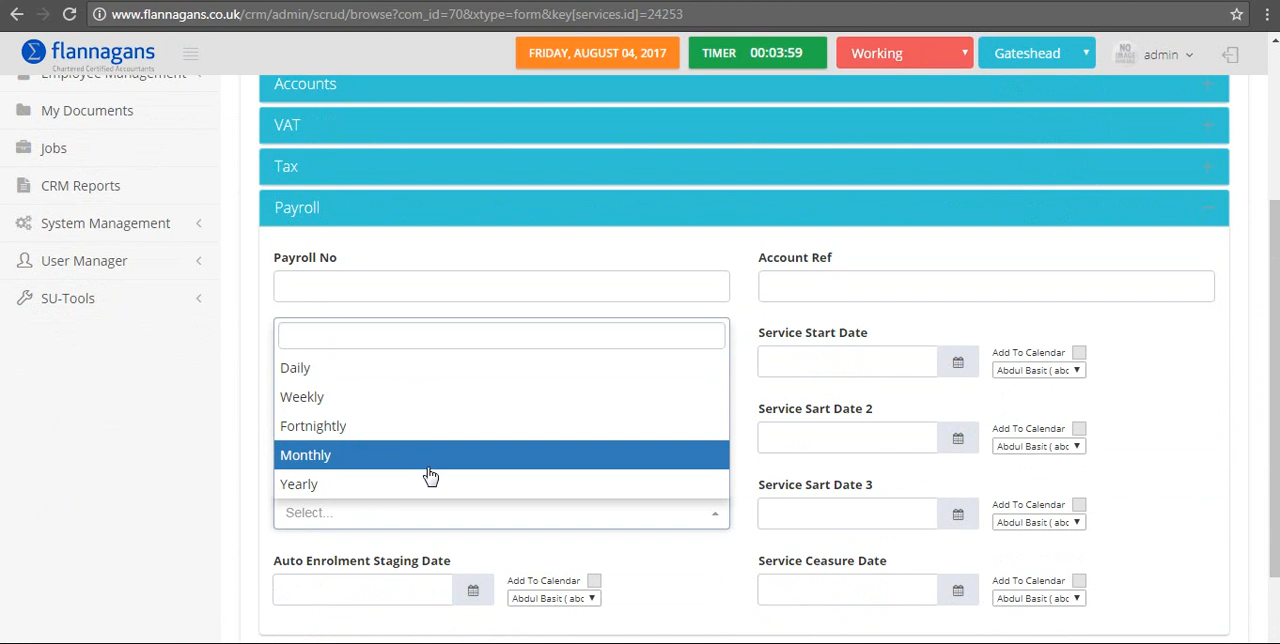 www.flannagans.co.uk/crm/admin/scrud/browse?com_id=70&xtype=form&key[services.id]=24253
flannagans
Chartered Certified Accountants
FRIDAY, AUGUST 04, 2017
TIMER 00:03:59
Working
Gateshead
NO IMAGE
admin
Employee Management
My Documents
Jobs
CRM Reports
System Management
User Manager
SU-Tools
Accounts
VAT
Tax
Payroll
Payroll No
Account Ref
Daily
Weekly
Fortnightly
Monthly
Yearly
Select...
Service Start Date
Add To Calendar
Abdul Basit ( abc
Service Sart Date 2
Add To Calendar
Abdul Basit ( abc
Service Sart Date 3
Add To Calendar
Abdul Basit ( abc
Auto Enrolment Staging Date
Add To Calendar
Abdul Basit ( abc
Service Ceasure Date
Add To Calendar
Abdul Basit ( abc